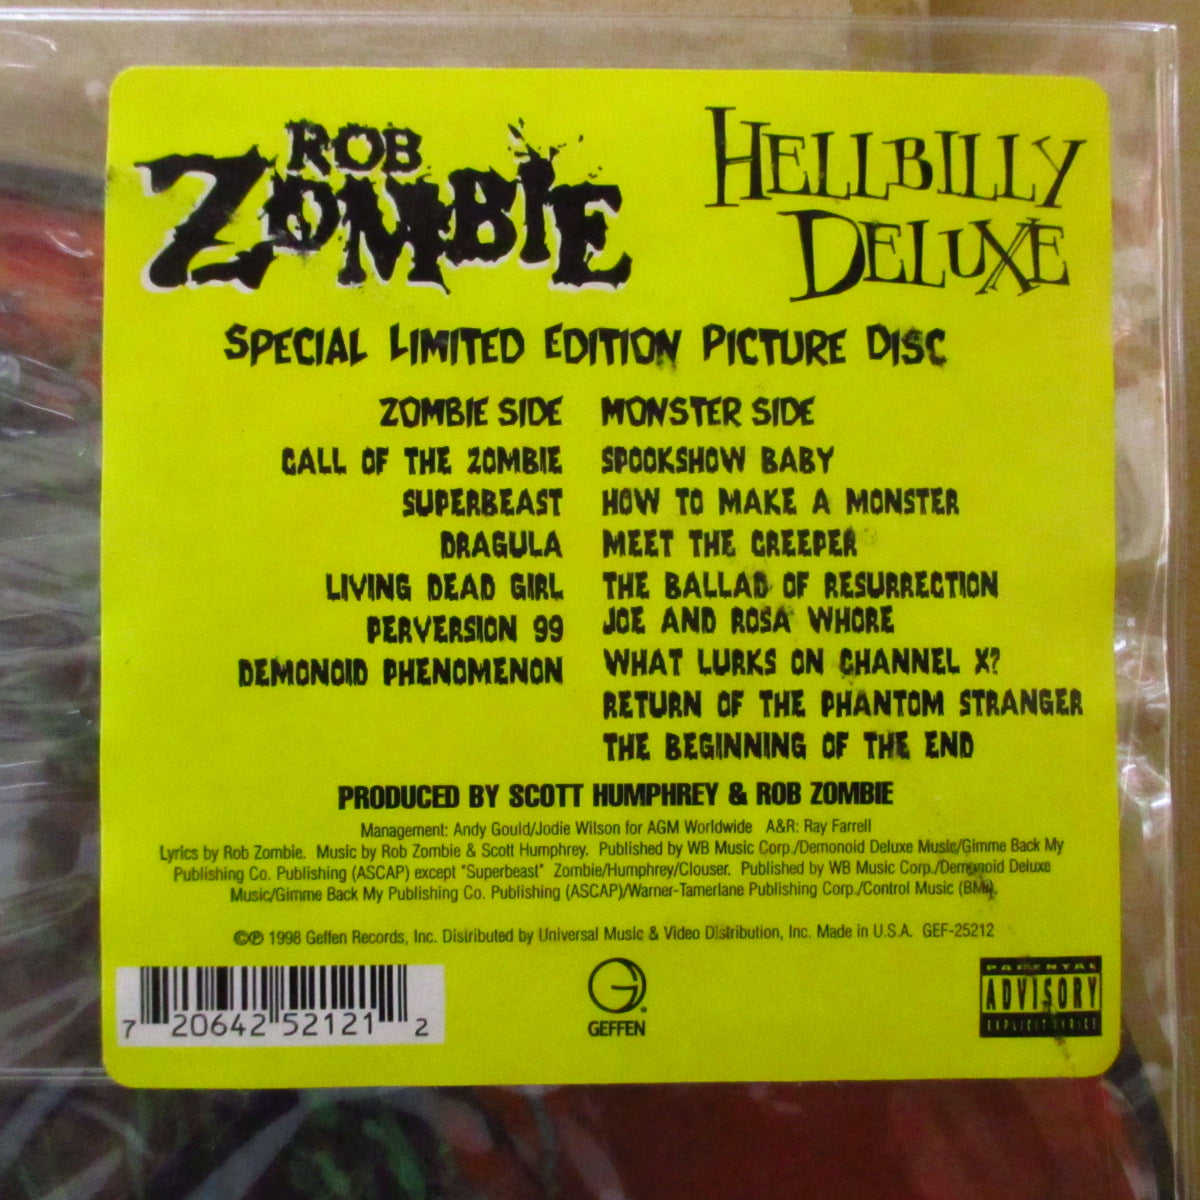 ROB
ZOMBIE
HELLBILLY
DELUXE
SPECIAL LIMITED EDITION PICTURE DISC
ZOMBIE SIDE
CALL OF THE ZOMBIE
SUPERBEAST
DRAGULA
LIVING DEAD GIRL
PERVERSION 99
DEMONOID PHENOMENON
MONSTER SIDE
SPOOKSHOW BABY
HOW TO MAKE A MONSTER
MEET THE CREEPER
THE BALLAD OF RESURRECTION
JOE AND ROSA WHORE
WHAT LURKS ON CHANNEL X?
RETURN OF THE PHANTOM STRANGER
THE BEGINNING OF THE END
PRODUCED BY SCOTT HUMPHREY & ROB ZOMBIE
Management: Andy Gould/Jodie Wilson for AGM Worldwide A&R: Ray Farrell
Lyrics by Rob Zombie. Music by Rob Zombie & Scott Humphrey. Published by WB Music Corp./Demonoid Deluxe Music/Gimme Back My
Publishing Co. Publishing (ASCAP) except "Superbeast" Zombie/Humphrey/Clouser. Published by WB Music Corp./Demonoid Deluxe
Music/Gimme Back My Publishing Co. Publishing (ASCAP)/Warner-Tamerlane Publishing Corp./Control Music (BMI).
©℗ 1998 Geffen Records, Inc. Distributed by Universal Music & Video Distribution, Inc. Made in U.S.A. GEF-25212
7 20642 52121 2
G
GEFFEN
PARENTAL
ADVISORY
EXPLICIT LYRICS